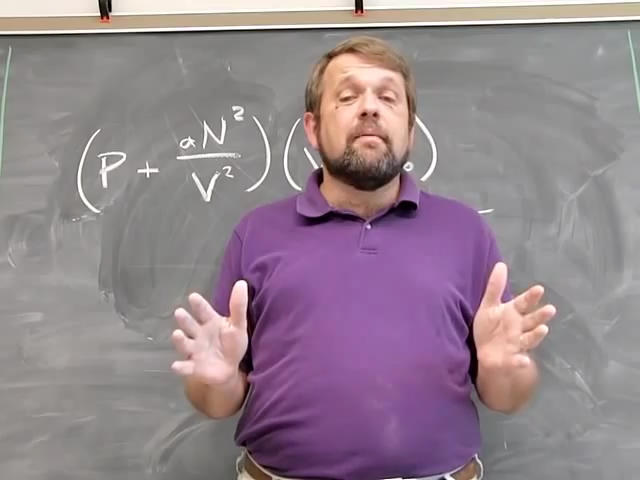 (P + aN²/V²) (V )